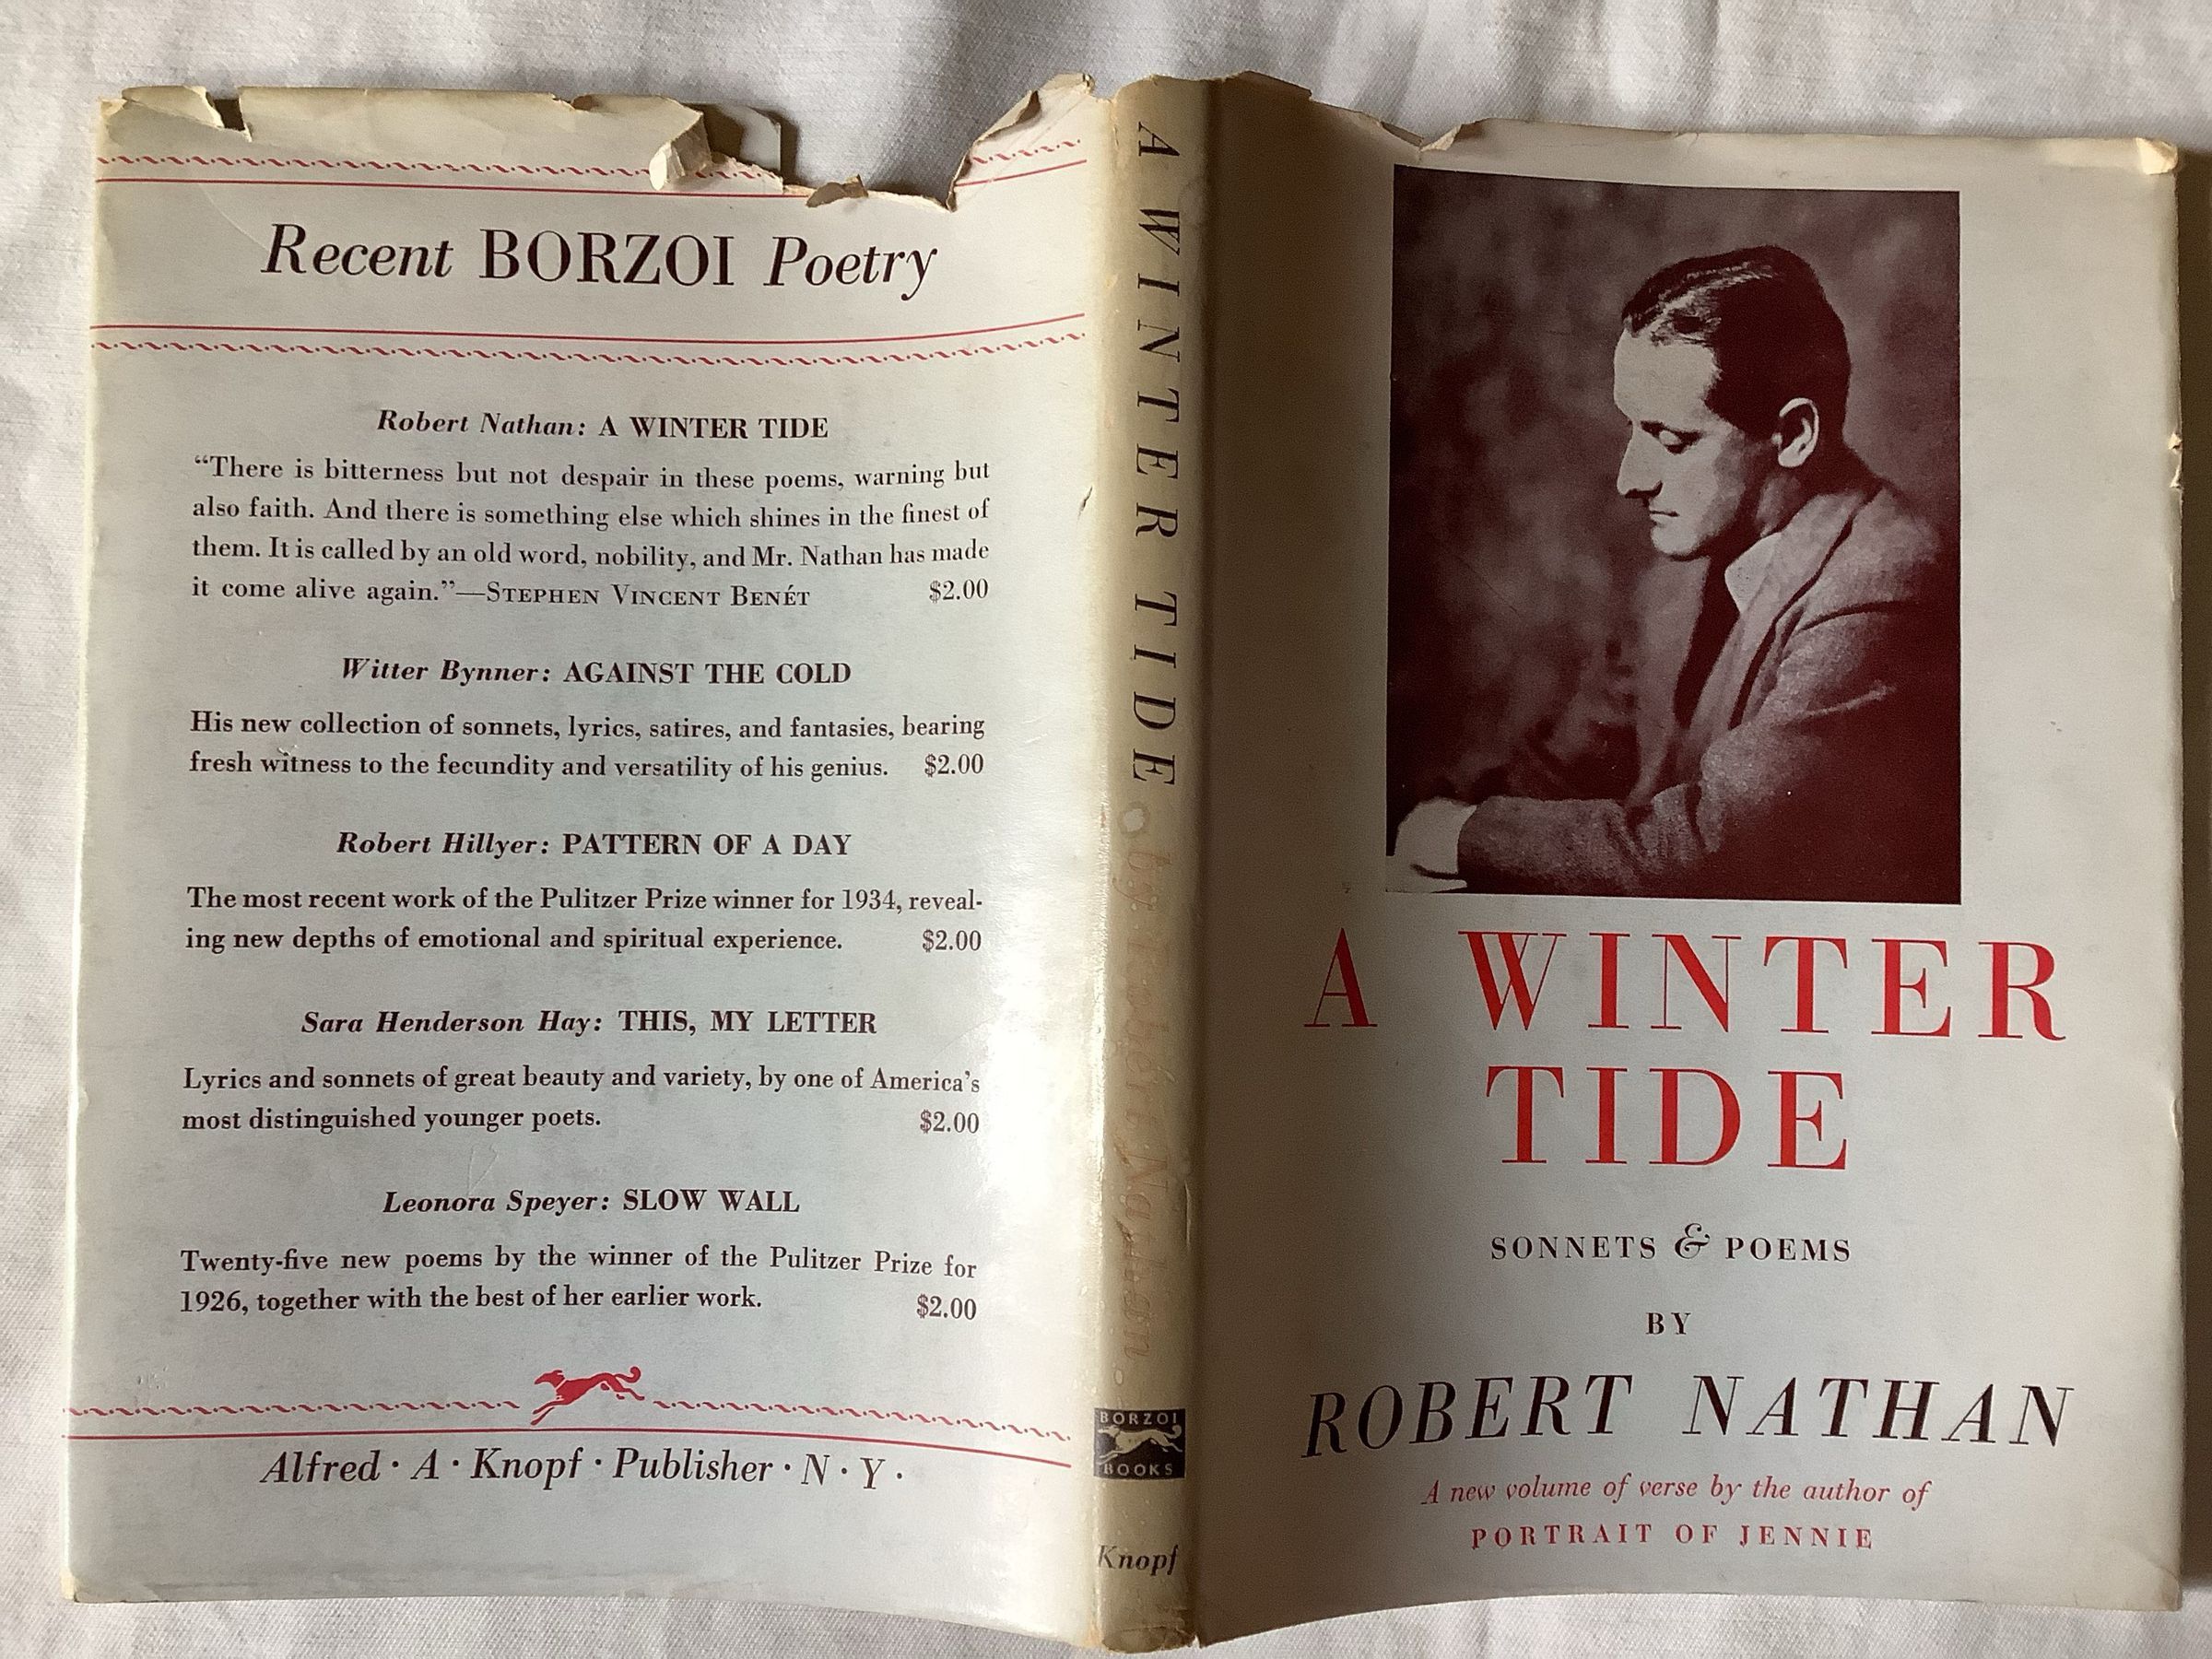 Recent BORZOI Poetry
Robert Nathan: A WINTER TIDE
“There is bitterness but not despair in these poems, warning but
also faith. And there is something else which shines in the finest of
them. It is called by an old word, nobility, and Mr. Nathan has made
it come alive again.”—STEPHEN VINCENT BENÉT $2.00
Witter Bynner: AGAINST THE COLD
His new collection of sonnets, lyrics, satires, and fantasies, bearing
fresh witness to the fecundity and versatility of his genius. $2.00
Robert Hillyer: PATTERN OF A DAY
The most recent work of the Pulitzer Prize winner for 1934, reveal-
ing new depths of emotional and spiritual experience. $2.00
Sara Henderson Hay: THIS, MY LETTER
Lyrics and sonnets of great beauty and variety, by one of America’s
most distinguished younger poets. $2.00
Leonora Speyer: SLOW WALL
Twenty-five new poems by the winner of the Pulitzer Prize for
1926, together with the best of her earlier work. $2.00
Alfred · A · Knopf · Publisher · N · Y ·
A WINTER TIDE by Robert Nathan
BORZOI
BOOKS
Knopf
A WINTER
TIDE
SONNETS & POEMS
BY
ROBERT NATHAN
A new volume of verse by the author of
PORTRAIT OF JENNIE